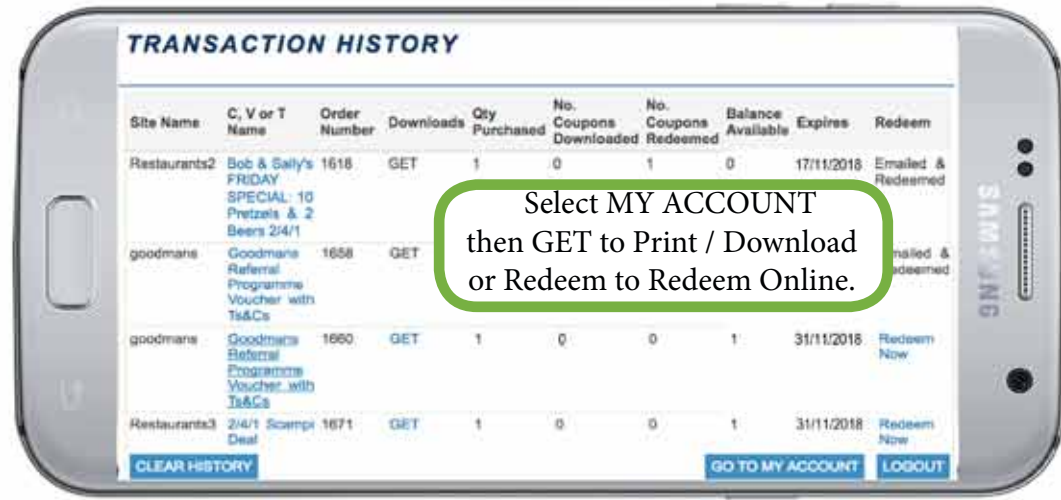 TRANSACTION HISTORY
Site Name C, V or T Name Order Number Downloads Qty Purchased No. Coupons Downloaded No. Coupons Redeemed Balance Available Expires Redeem
Restaurants2 Bob & Sally's 1618 GET 1 0 1 0 17/11/2018 Emailed &
FRIDAY Redeemed
SPECIAL: 10
Pretzels & 2
Beers 2/4/1
Select MY ACCOUNT
then GET to Print / Download
or Redeem to Redeem Online.
goodmans Goodmans 1658 GET
Referral
Programme
Voucher with
Ts&Cs
goodmans Goodmans 1660 GET 1 0 0 1 31/11/2018 Redeem
Referral Now
Programme
Voucher with
Ts&Cs
Restaurants3 2/4/1 Scampi 1671 GET 1 0 0 1 31/11/2018 Redeem
Deal Now
CLEAR HISTORY GO TO MY ACCOUNT LOGOUT
SAMSUNG